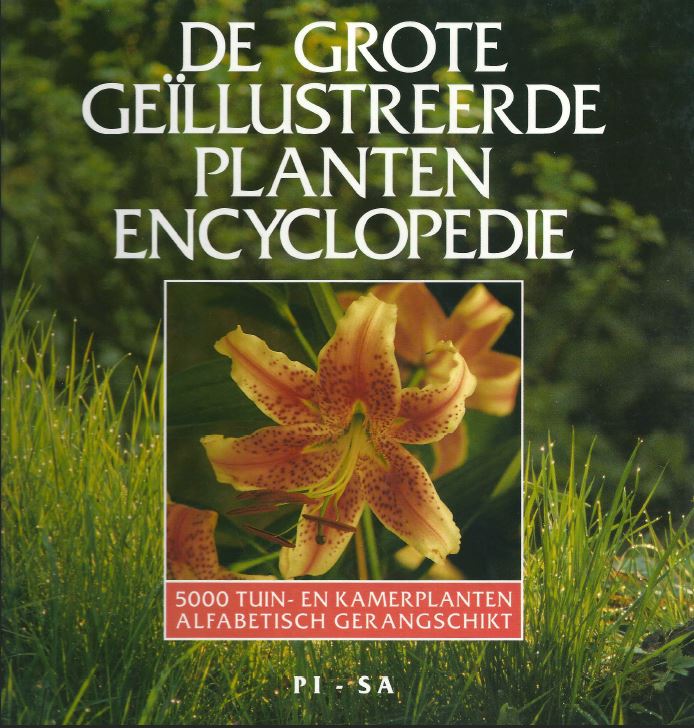 DE GROTE
GEÏLLUSTREERDE
PLANTEN
ENCYCLOPEDIE
5000 TUIN- EN KAMERPLANTEN
ALFABETISCH GERANGSCHIKT
PI - SA